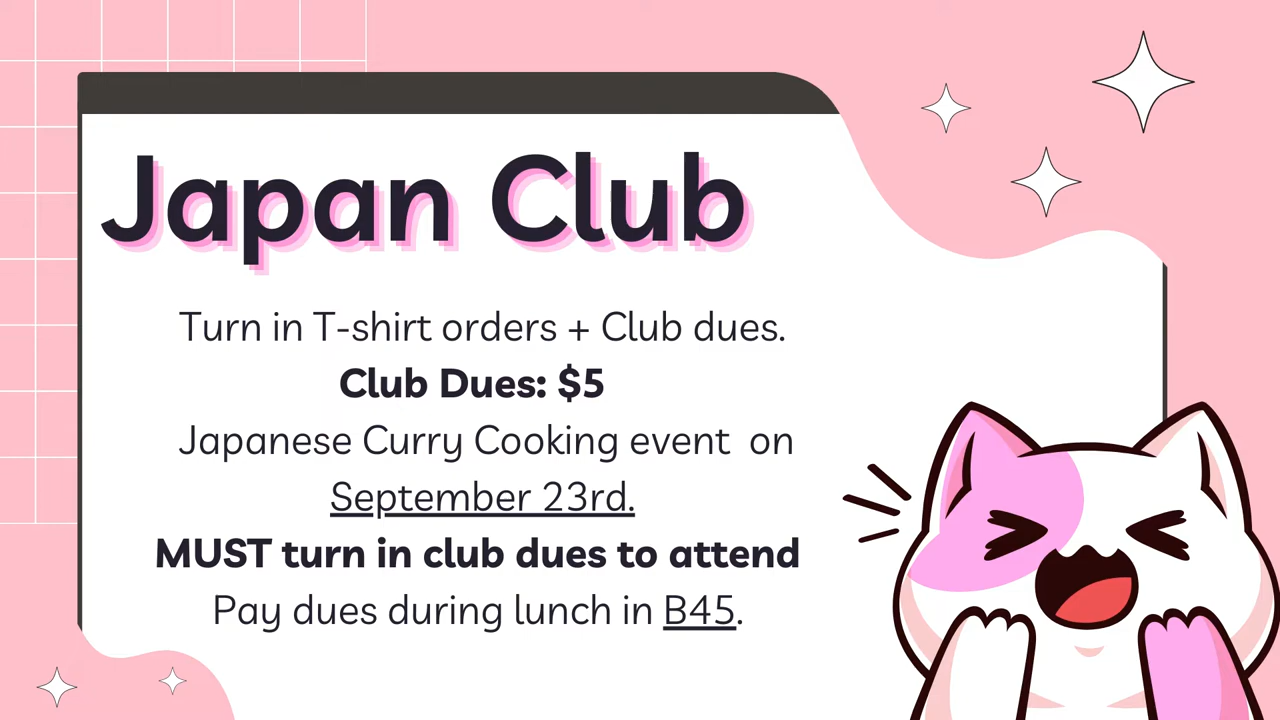 Japan Club
Turn in T-shirt orders + Club dues.
Club Dues: $5
Japanese Curry Cooking event on
September 23rd.
MUST turn in club dues to attend
Pay dues during lunch in B45.